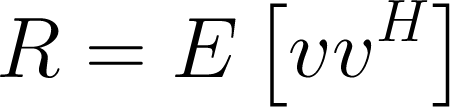 R = E [vv^H]